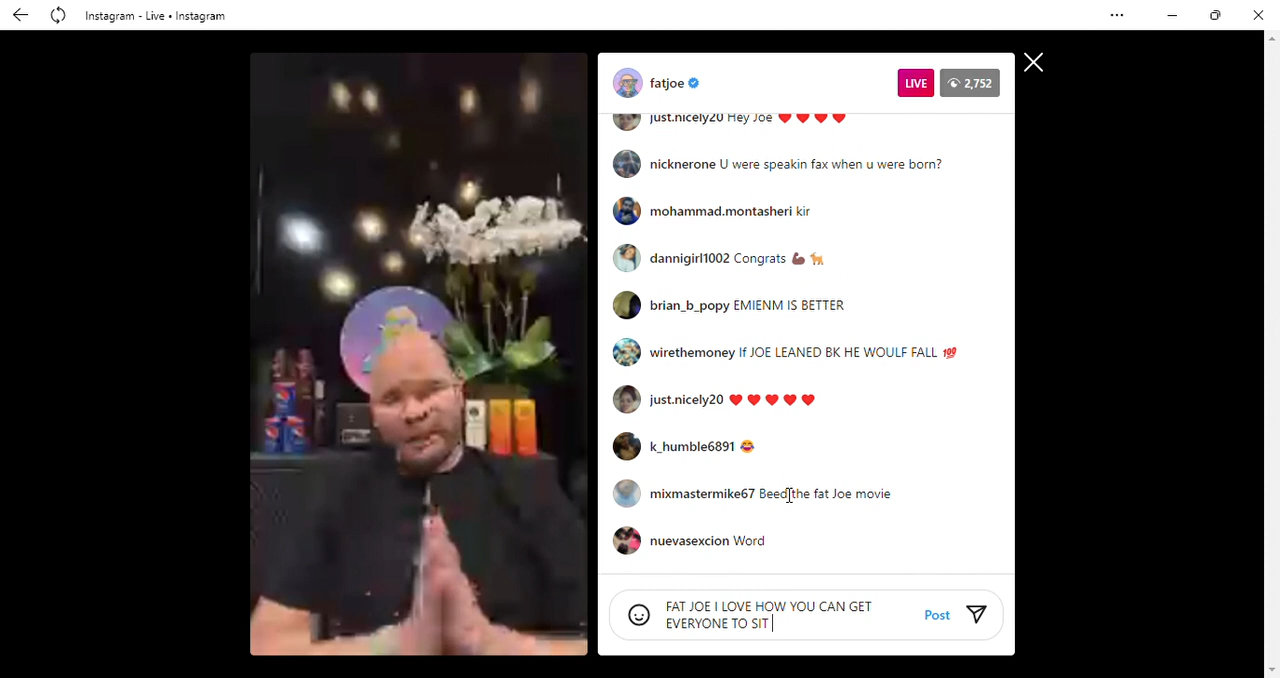 Instagram - Live • Instagram
fatjoe
LIVE
2,752
just.nicely20 Hey Joe ❤️ ❤️ ❤️ ❤️
nicknerone U were speakin fax when u were born?
mohammad.montasheri kir
dannigirl1002 Congrats 💪🏾 🐐
brian_b_popy EMIENM IS BETTER
wirethemoney If JOE LEANED BK HE WOULF FALL 💯
just.nicely20 ❤️ ❤️ ❤️ ❤️ ❤️
k_humble6891 😂
mixmastermike67 Beed the fat Joe movie
nuevasexcion Word
FAT JOE I LOVE HOW YOU CAN GET
EVERYONE TO SIT
Post